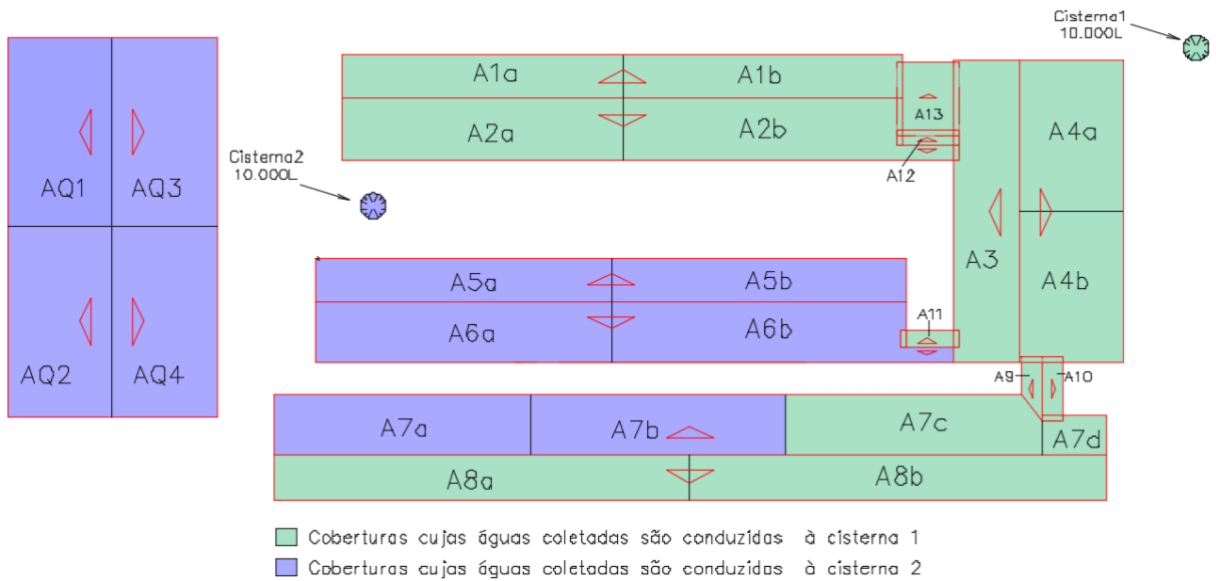 Cisterna1
10.000L
A1a
A1b
A13
A2a
A2b
A4a
Cisterna2
10.000L
A12
AQ1
AQ3
A3
A5a
A5b
A4b
A11
A6a
A6b
AQ2
AQ4
A9
A10
A7a
A7b
A7c
A7d
A8a
A8b
Coberturas cujas águas coletadas são conduzidas à cisterna 1
Coberturas cujas águas coletadas são conduzidas à cisterna 2